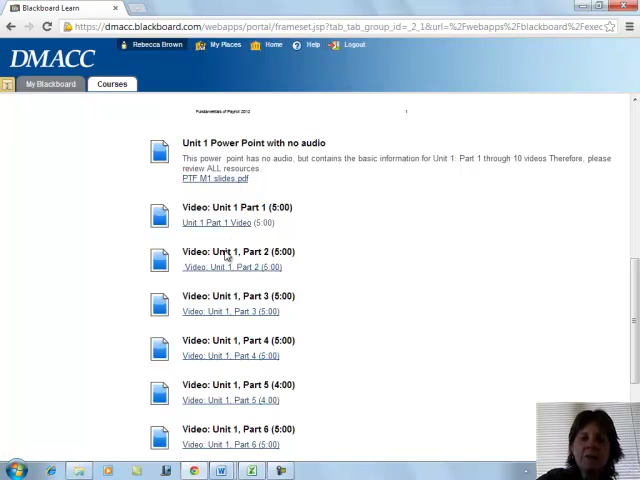 Blackboard Learn
https://dmacc.blackboard.com/webapps/portal/frameset.jsp?tab_tab_group_id=_2_1&url=%2Fwebapps%2Fblackboard%2Fexec
DMACC
Rebecca Brown
My Places
Home
Help
Logout
My Blackboard
Courses
Fundamentals of Payroll 2012
1
Unit 1 Power Point with no audio
This power point has no audio, but contains the basic information for Unit 1: Part 1 through 10 videos Therefore, please
review ALL resources.
PTF M1 slides.pdf
Video: Unit 1 Part 1 (5:00)
Unit 1 Part 1 Video (5:00)
Video: Unit 1, Part 2 (5:00)
Video: Unit 1, Part 2 (5:00)
Video: Unit 1, Part 3 (5:00)
Video: Unit 1, Part 3 (5:00)
Video: Unit 1, Part 4 (5:00)
Video: Unit 1, Part 4 (5:00)
Video: Unit 1, Part 5 (4:00)
Video: Unit 1, Part 5 (4:00)
Video: Unit 1, Part 6 (5:00)
Video: Unit 1, Part 6 (5:00)